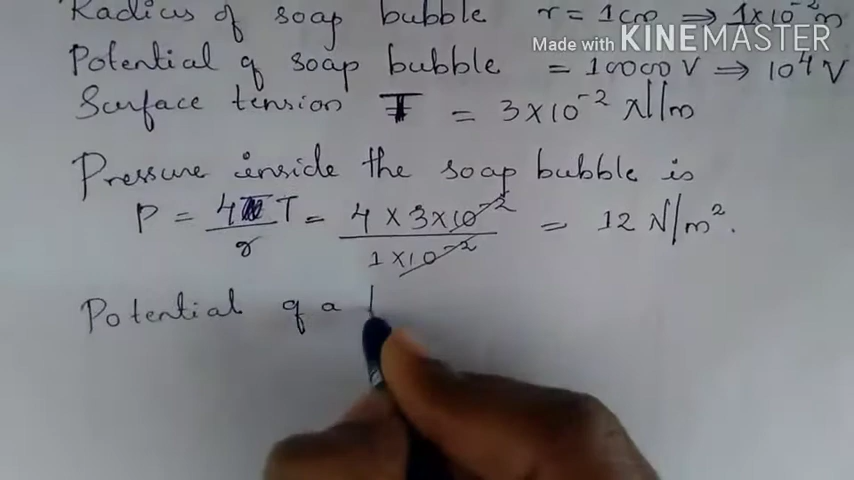 Radius of soap bubble r = 1cm ⇒ 1×10⁻² m
Made with KINEMASTER
Potential of soap bubble = 10000 V ⇒ 10⁴ V
Surface tension T = 3×10⁻² N/m
Pressure inside the soap bubble is
P = 4T/r = 4 × 3×10⁻² / 1×10⁻² = 12 N/m².
Potential of a